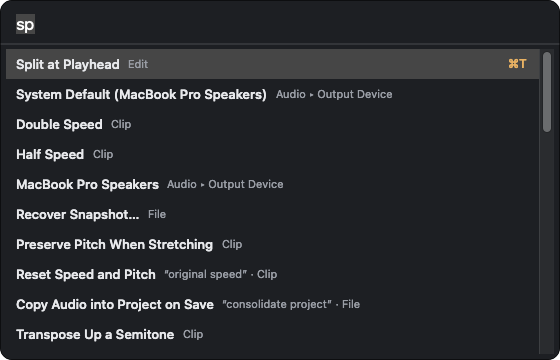 sp
Split at Playhead Edit ⌘T
System Default (MacBook Pro Speakers) Audio ▸ Output Device
Double Speed Clip
Half Speed Clip
MacBook Pro Speakers Audio ▸ Output Device
Recover Snapshot... File
Preserve Pitch When Stretching Clip
Reset Speed and Pitch "original speed" · Clip
Copy Audio into Project on Save "consolidate project" · File
Transpose Up a Semitone Clip